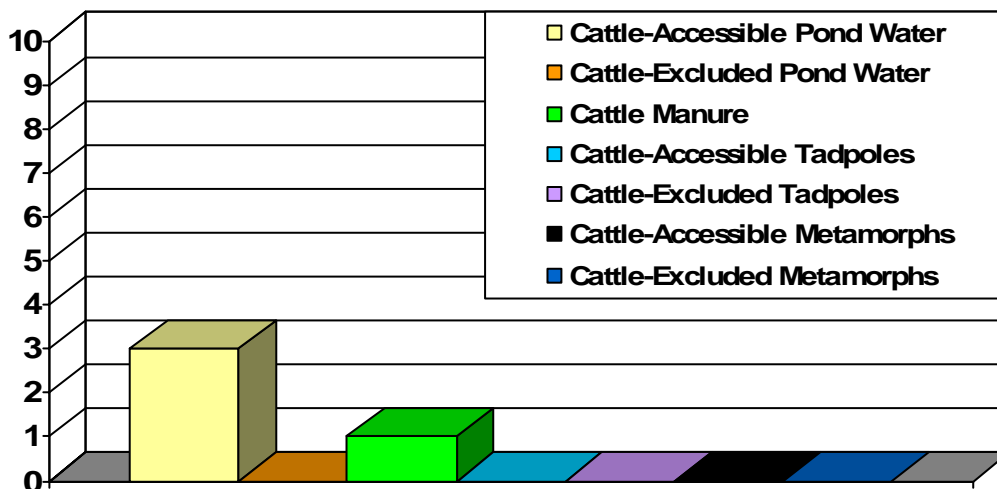 10
9
8
7
6
5
4
3
2
1
0
Cattle-Accessible Pond Water
Cattle-Excluded Pond Water
Cattle Manure
Cattle-Accessible Tadpoles
Cattle-Excluded Tadpoles
Cattle-Accessible Metamorphs
Cattle-Excluded Metamorphs